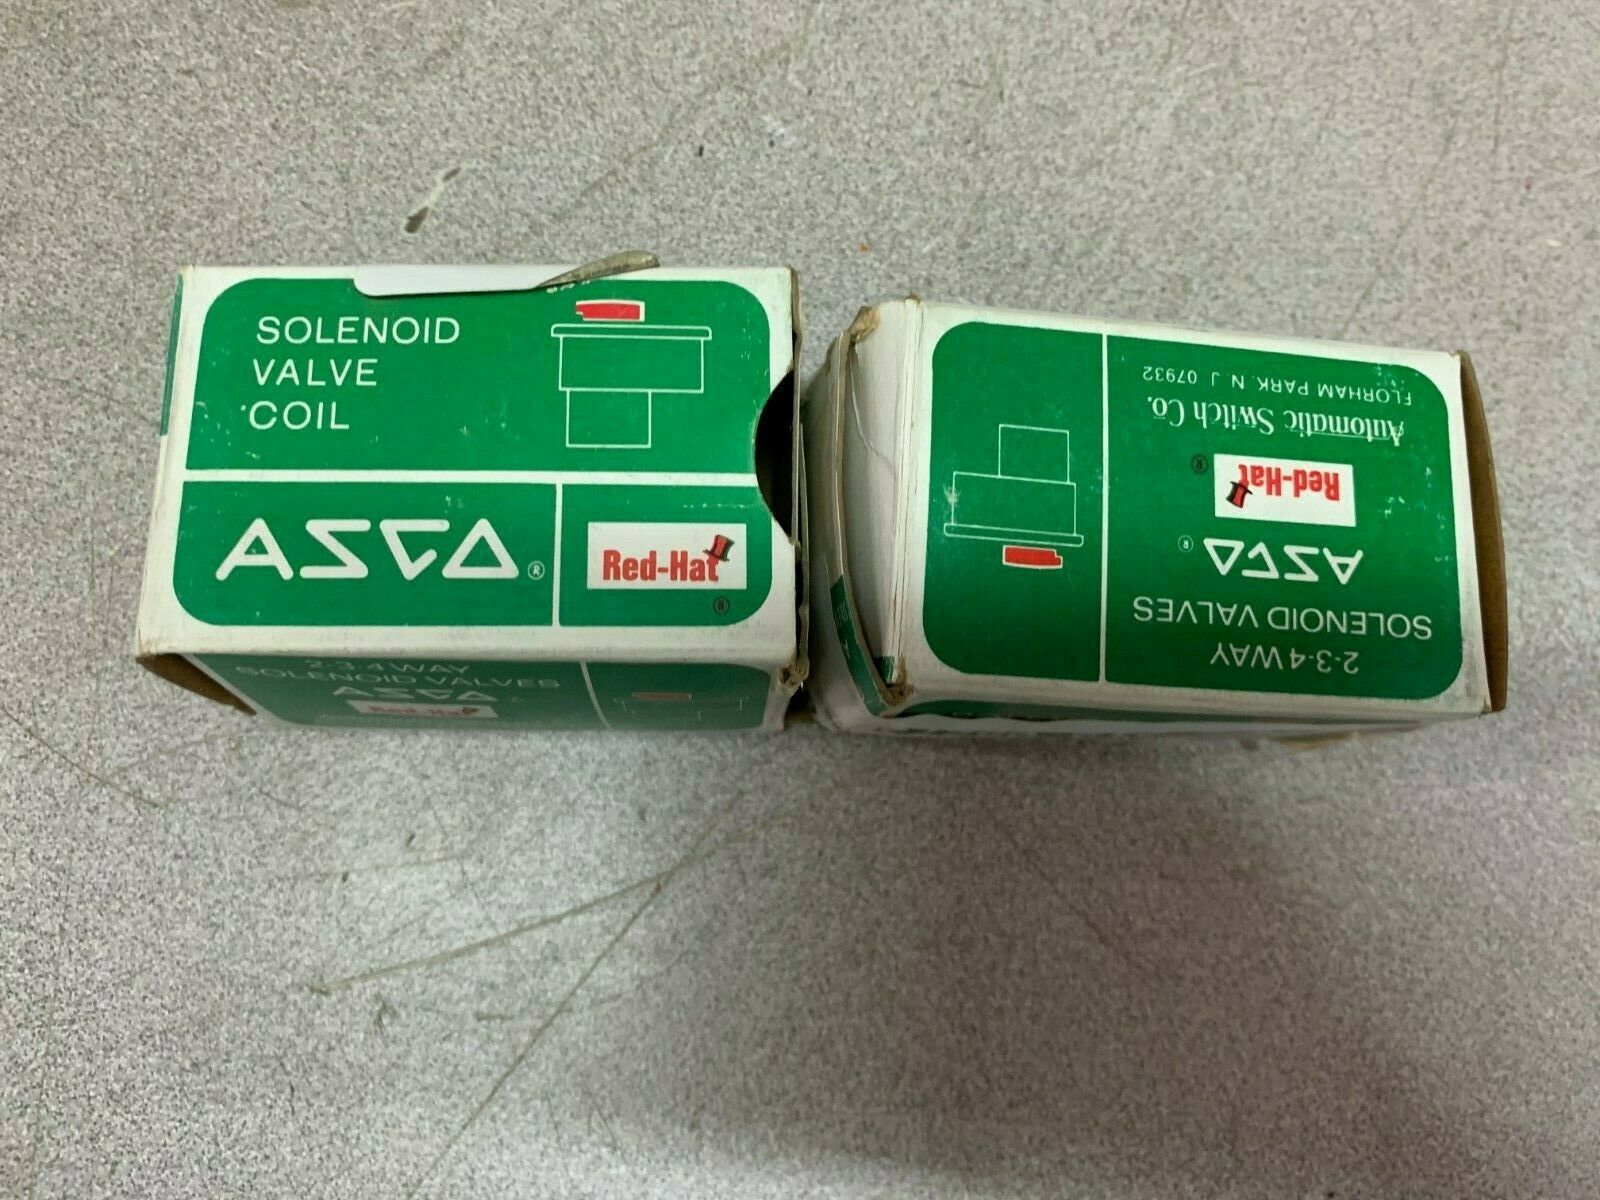 SOLENOID
VALVE
COIL
ASCO®
Red-Hat
®
2-3-4 WAY
SOLENOID VALVES
ASCO
Red-Hat
2-3-4 WAY
SOLENOID VALVES
ASCO®
Red-Hat®
Automatic Switch Co.
FLORHAM PARK, N. J. 07932